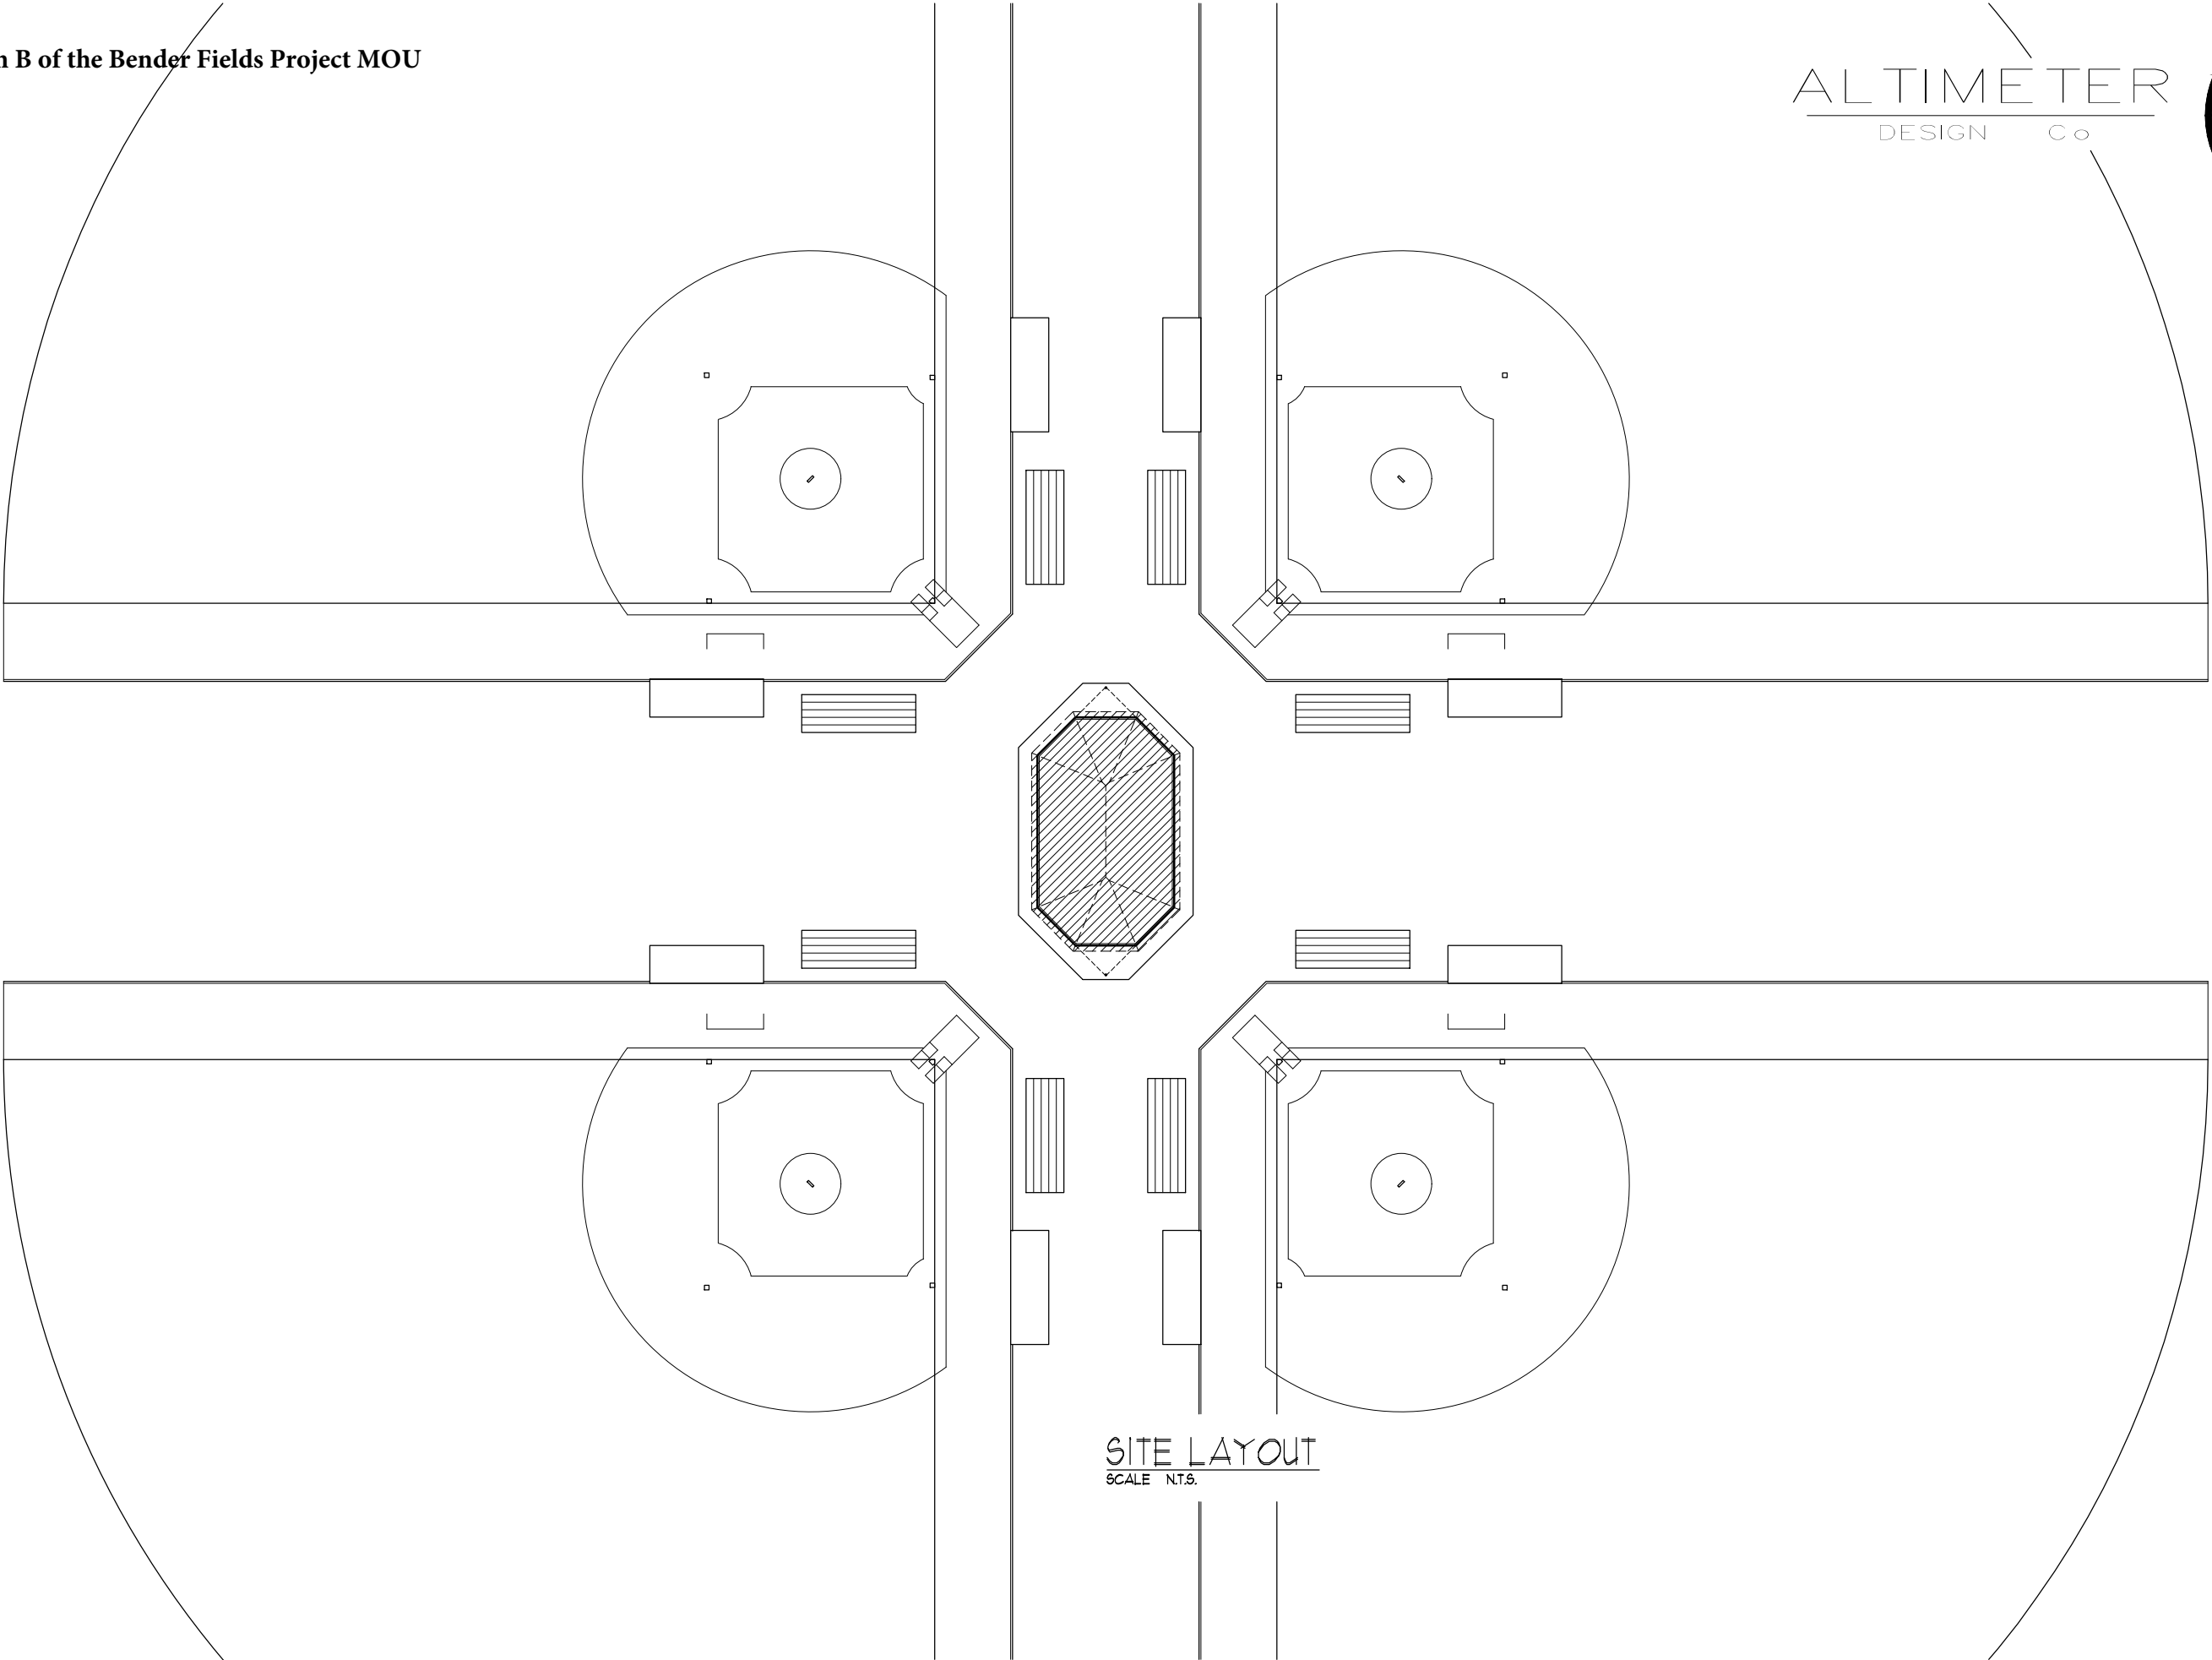 B of the Bender Fields Project MOU
ALTIMETER
DESIGN Co
SITE LAYOUT
SCALE N.T.S.